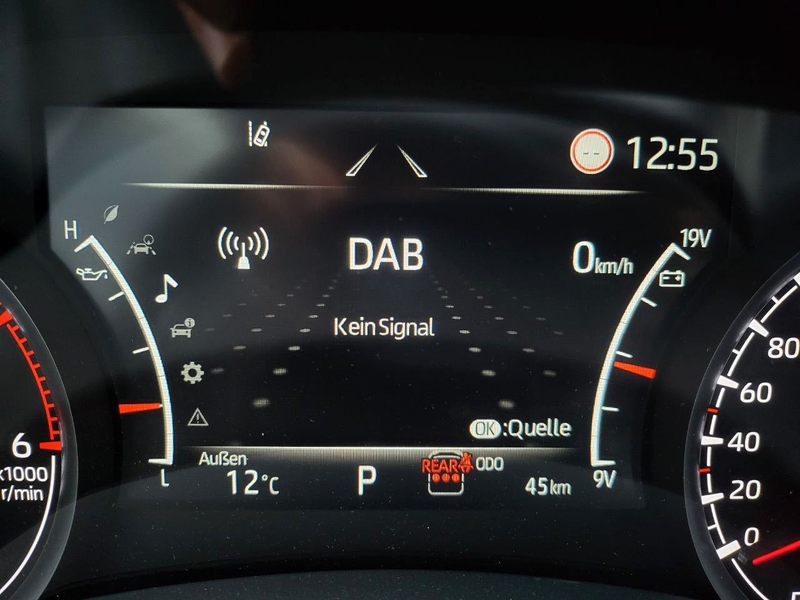 12:55
H
19V
DAB
0km/h
Kein Signal
OK:Quelle
Außen
12°C
P
REAR
ODO
45km
L
9V
6
x1000
r/min
80
60
40
20
0